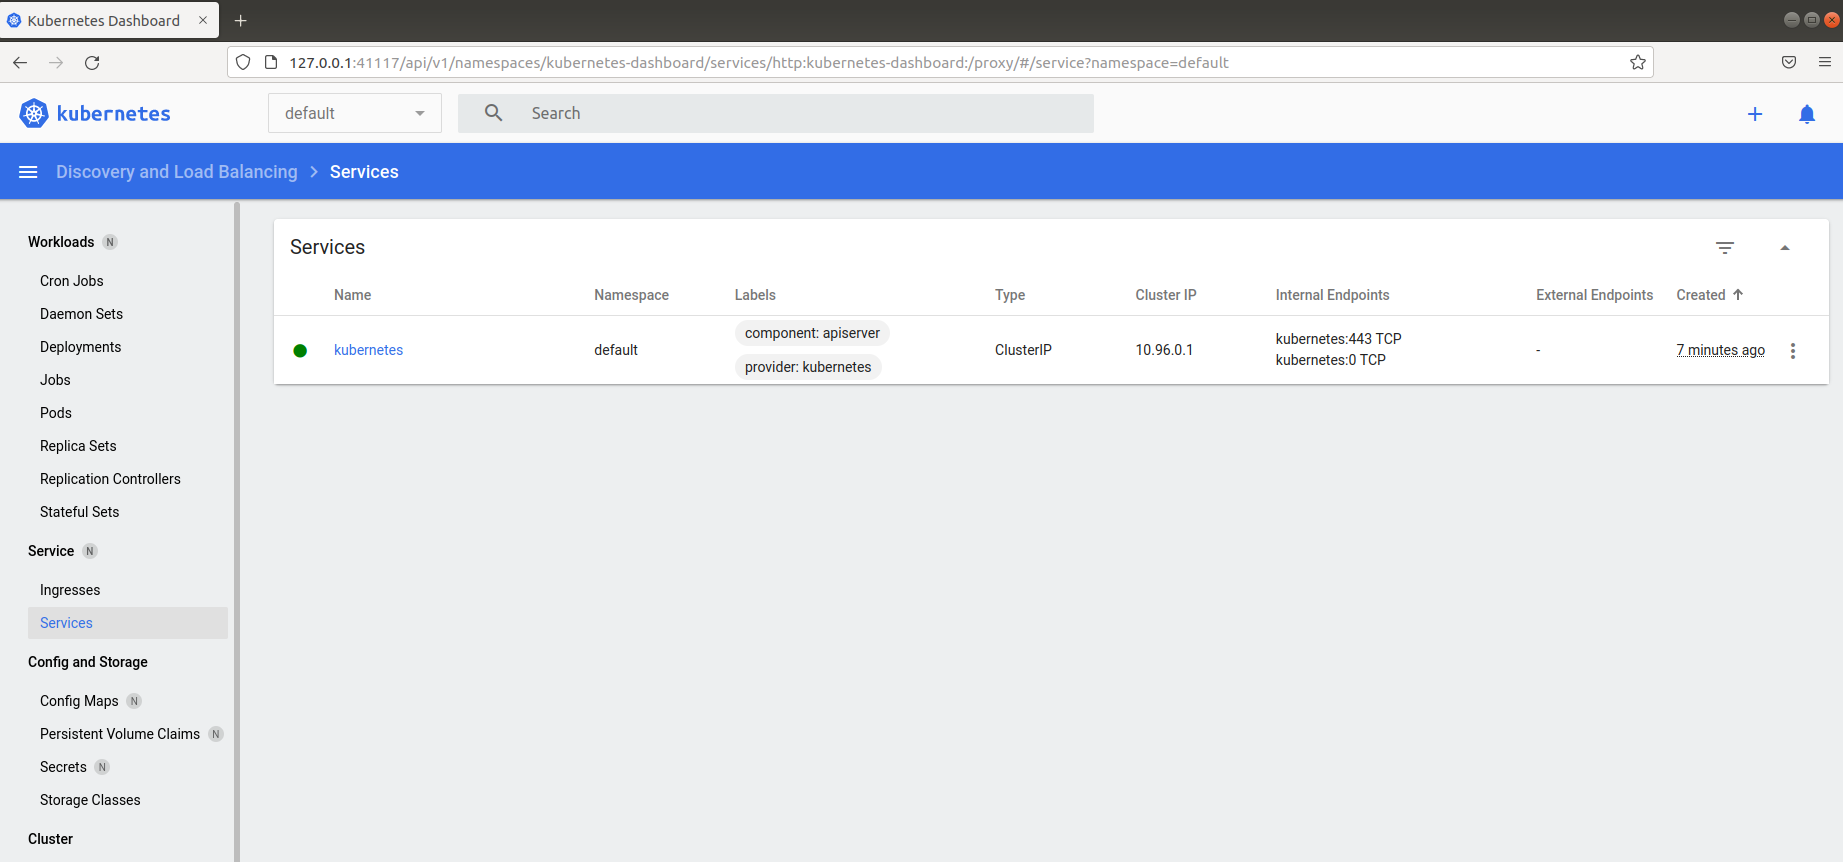 Kubernetes Dashboard
127.0.0.1:41117/api/v1/namespaces/kubernetes-dashboard/services/http:kubernetes-dashboard:/proxy/#/service?namespace=default
kubernetes
default
Search
Discovery and Load Balancing
Services
Workloads N
Cron Jobs
Daemon Sets
Deployments
Jobs
Pods
Replica Sets
Replication Controllers
Stateful Sets
Service N
Ingresses
Services
Config and Storage
Config Maps N
Persistent Volume Claims N
Secrets N
Storage Classes
Cluster
Services
Name Namespace Labels Type Cluster IP Internal Endpoints External Endpoints Created
kubernetes
default
component: apiserver
provider: kubernetes
ClusterIP
10.96.0.1
kubernetes:443 TCP
kubernetes:0 TCP
-
7 minutes ago